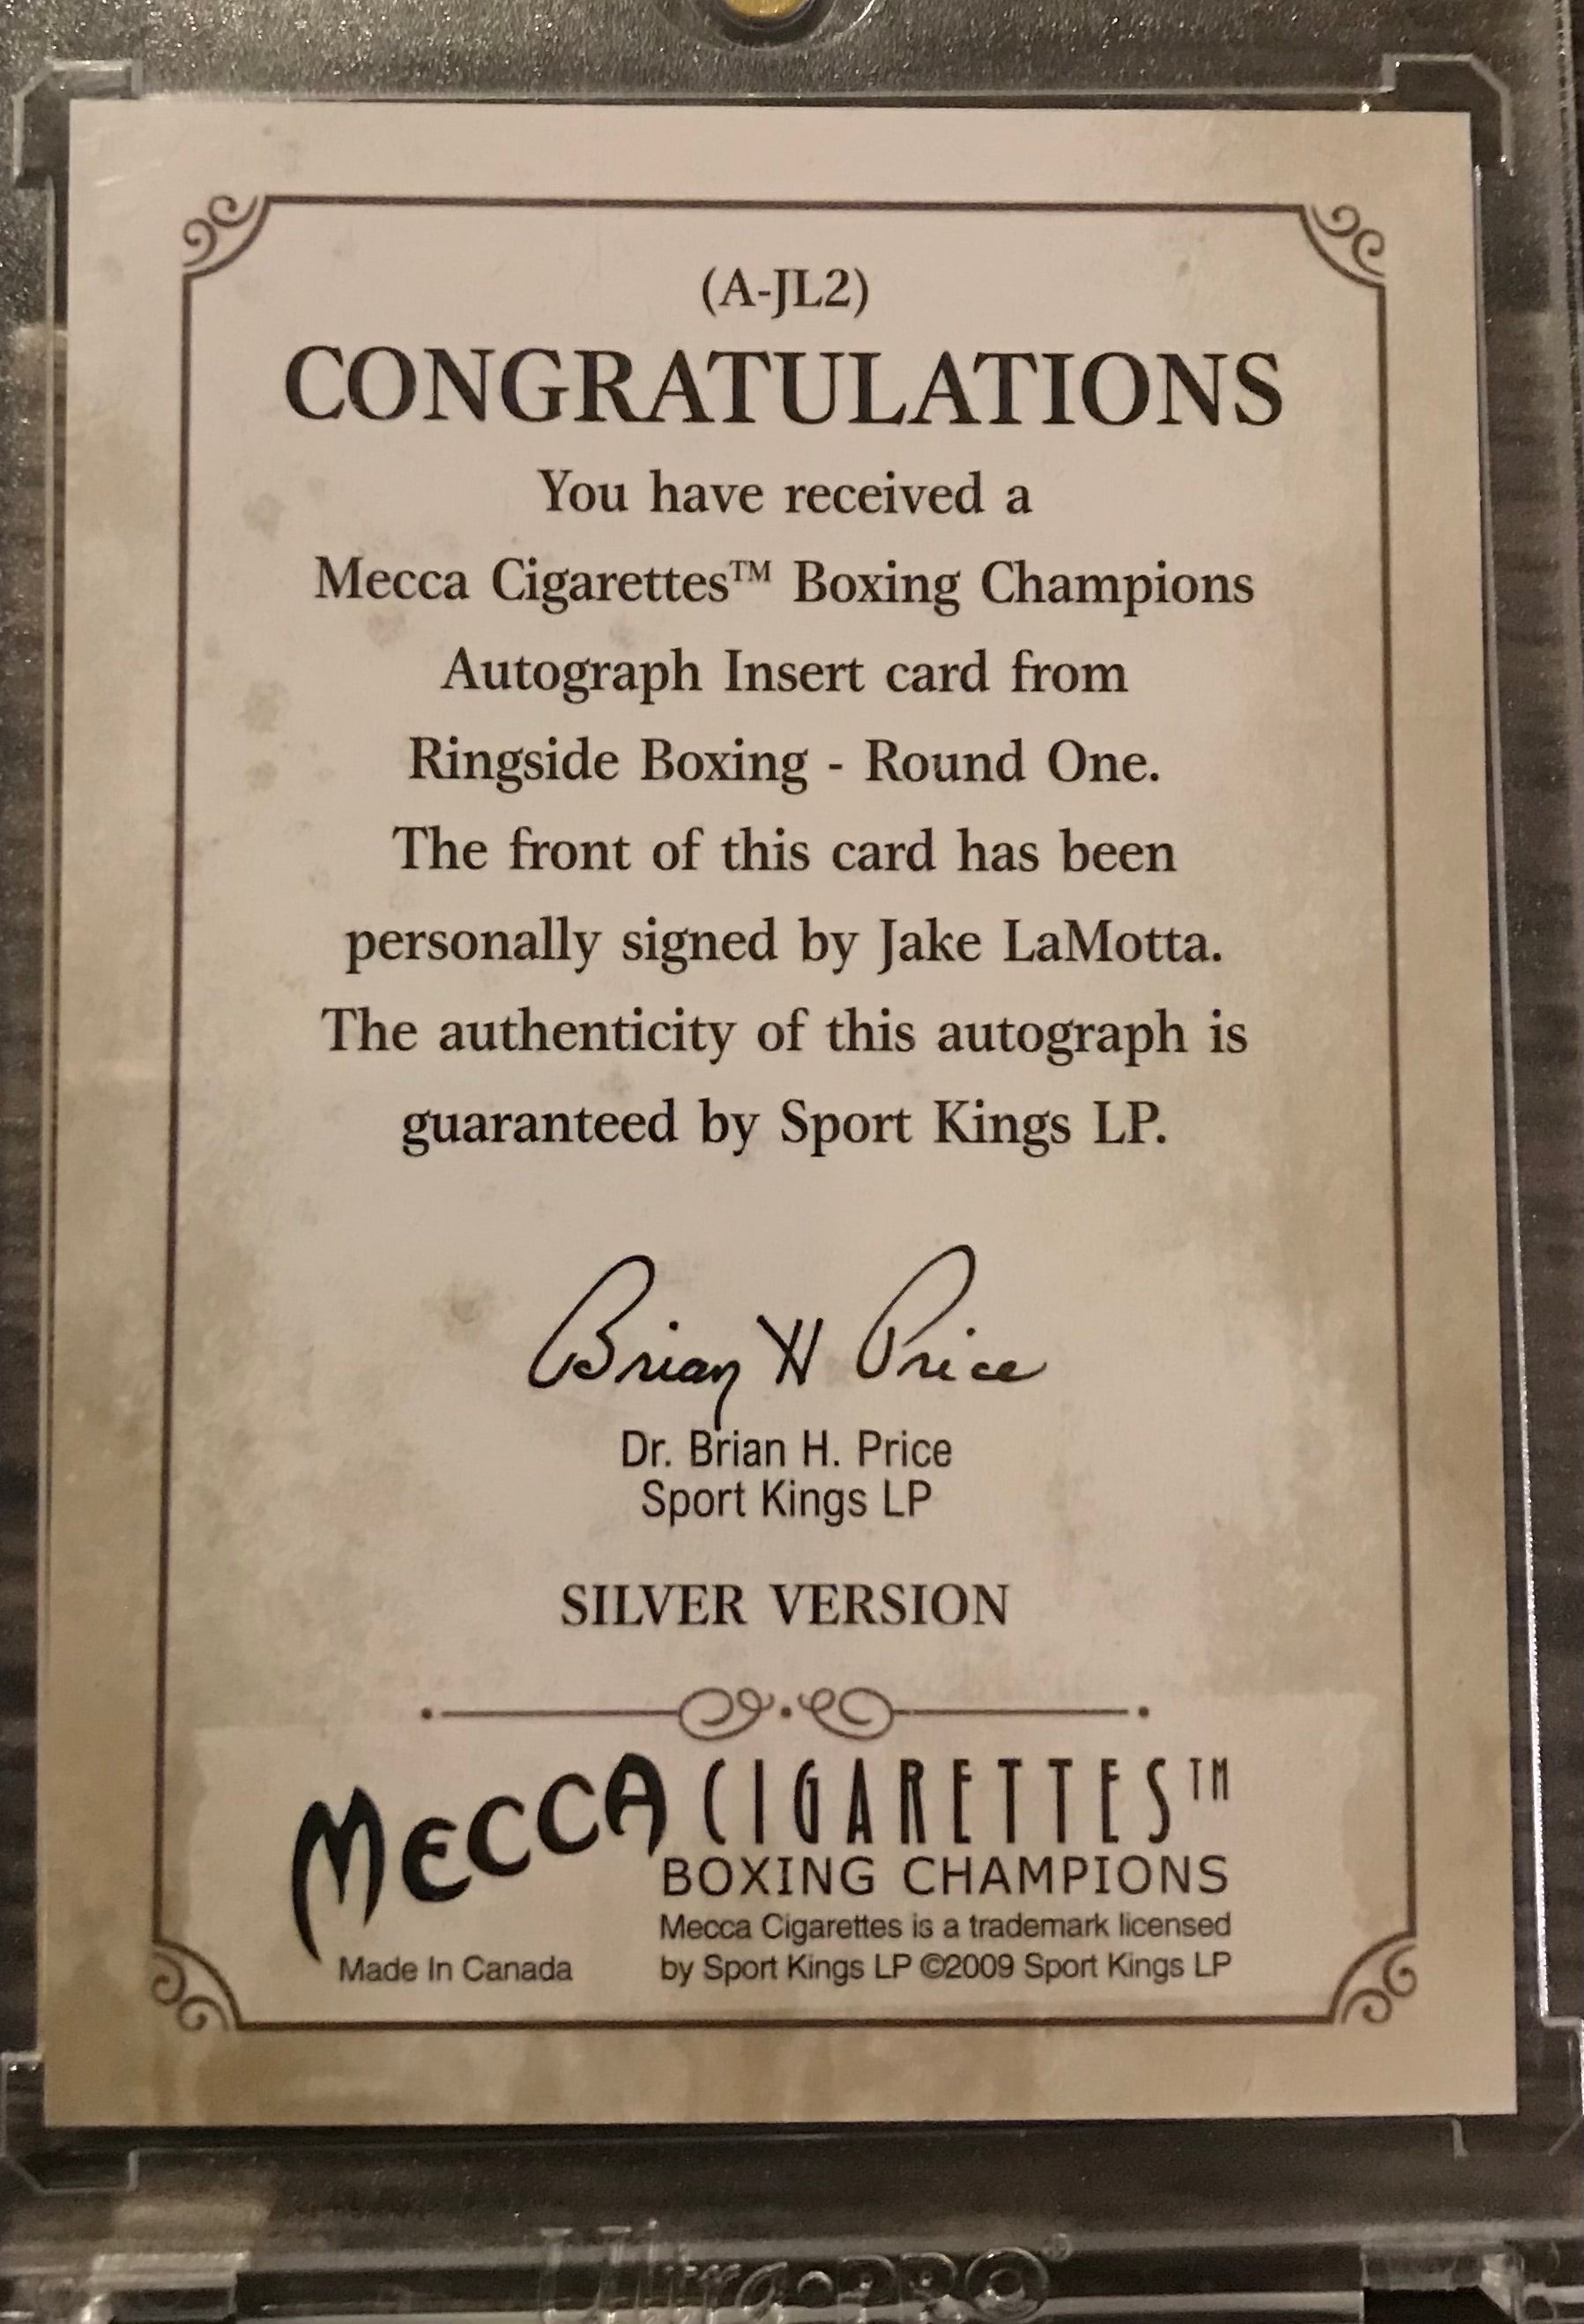 (A-JL2)
CONGRATULATIONS
You have received a
Mecca Cigarettes™ Boxing Champions
Autograph Insert card from
Ringside Boxing - Round One.
The front of this card has been
personally signed by Jake LaMotta.
The authenticity of this autograph is
guaranteed by Sport Kings LP.
Brian H Price
Dr. Brian H. Price
Sport Kings LP
SILVER VERSION
MECCA CIGARETTES™
BOXING CHAMPIONS
Mecca Cigarettes is a trademark licensed
Made In Canada by Sport Kings LP ©2009 Sport Kings LP
Ultra•PRO®